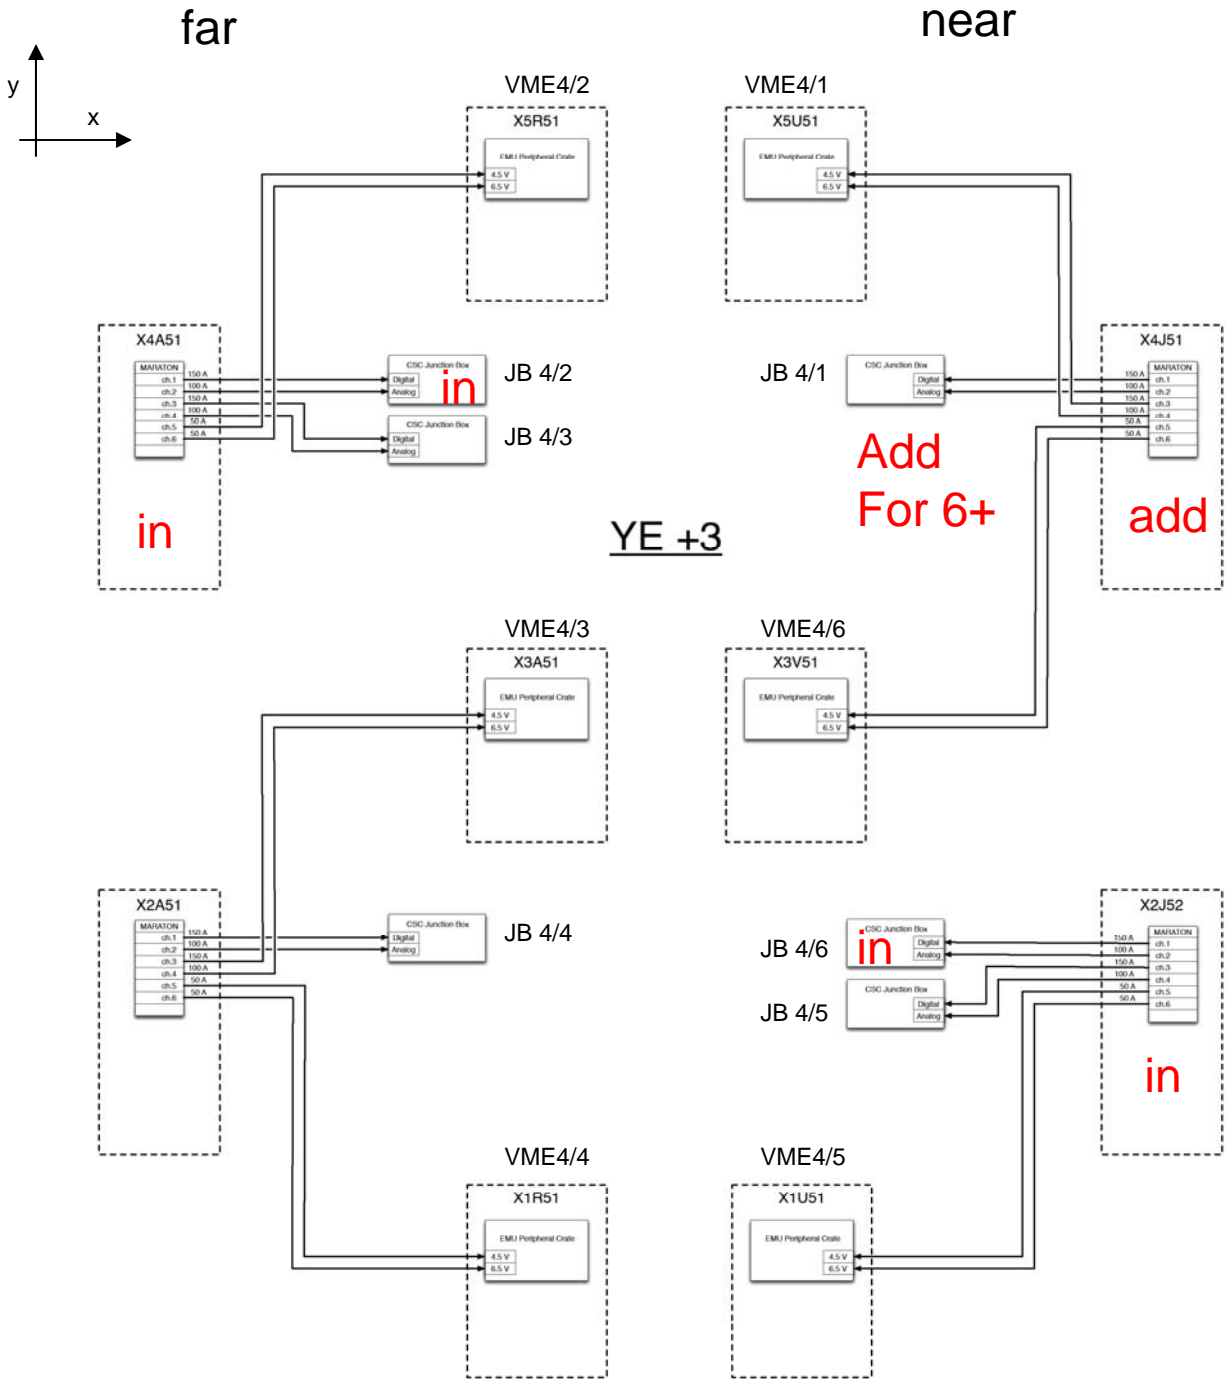 far
near
y
x
VME4/2
X5R51
EMU Peripheral Crate
4.5 V
6.5 V
VME4/1
X5U51
EMU Peripheral Crate
4.5 V
6.5 V
X4A51
MARATON
ch.1
ch.2
ch.3
ch.4
ch.5
ch.6
150 A
100 A
150 A
100 A
50 A
50 A
in
CSC Junction Box
Digital
Analog
in
JB 4/2
CSC Junction Box
Digital
Analog
JB 4/3
JB 4/1
CSC Junction Box
Digital
Analog
Add
For 6+
X4J51
MARATON
ch.1
ch.2
ch.3
ch.4
ch.5
ch.6
150 A
100 A
150 A
100 A
50 A
50 A
add
YE +3
VME4/3
X3A51
EMU Peripheral Crate
4.5 V
6.5 V
VME4/6
X3V51
EMU Peripheral Crate
4.5 V
6.5 V
X2A51
MARATON
ch.1
ch.2
ch.3
ch.4
ch.5
ch.6
150 A
100 A
150 A
100 A
50 A
50 A
CSC Junction Box
Digital
Analog
JB 4/4
JB 4/6
CSC Junction Box
Digital
Analog
in
JB 4/5
CSC Junction Box
Digital
Analog
X2J52
MARATON
ch.1
ch.2
ch.3
ch.4
ch.5
ch.6
150 A
100 A
150 A
100 A
50 A
50 A
in
VME4/4
X1R51
EMU Peripheral Crate
4.5 V
6.5 V
VME4/5
X1U51
EMU Peripheral Crate
4.5 V
6.5 V